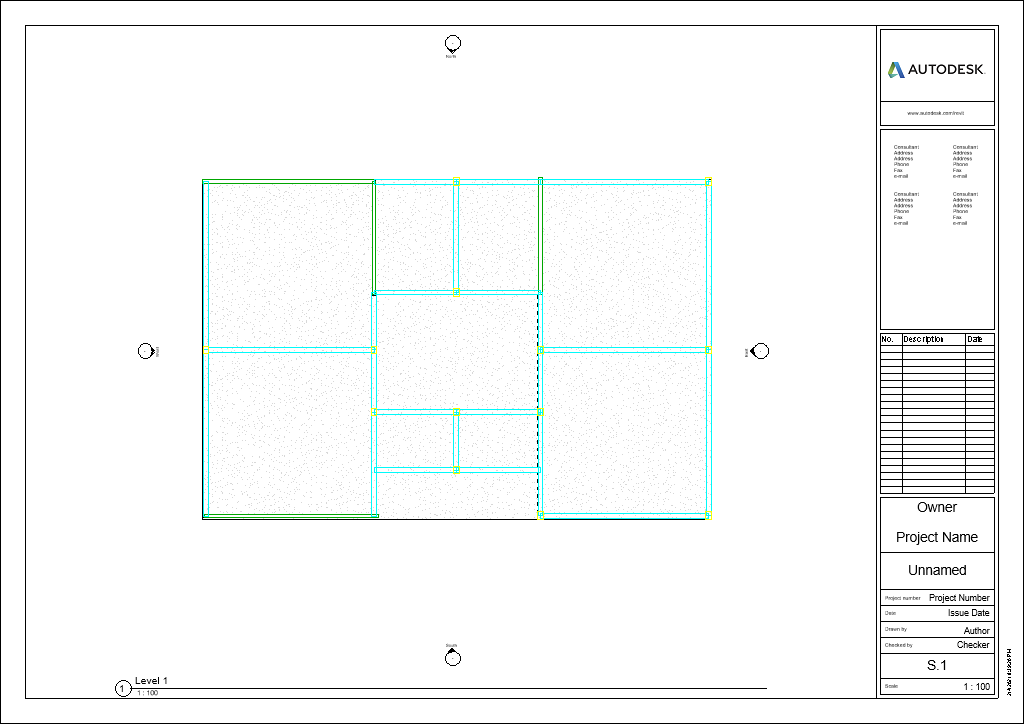 North
AUTODESK.
www.autodesk.com/revit
Consultant
Address
Address
Phone
Fax
e-mail
Consultant
Address
Address
Phone
Fax
e-mail
Consultant
Address
Address
Phone
Fax
e-mail
Consultant
Address
Address
Phone
Fax
e-mail
No. Description Date
West
East
Owner
Project Name
Unnamed
Project number Project Number
Date Issue Date
Drawn by Author
Checked by Checker
S.1
Scale 1 : 100
South
1 Level 1
1 : 100